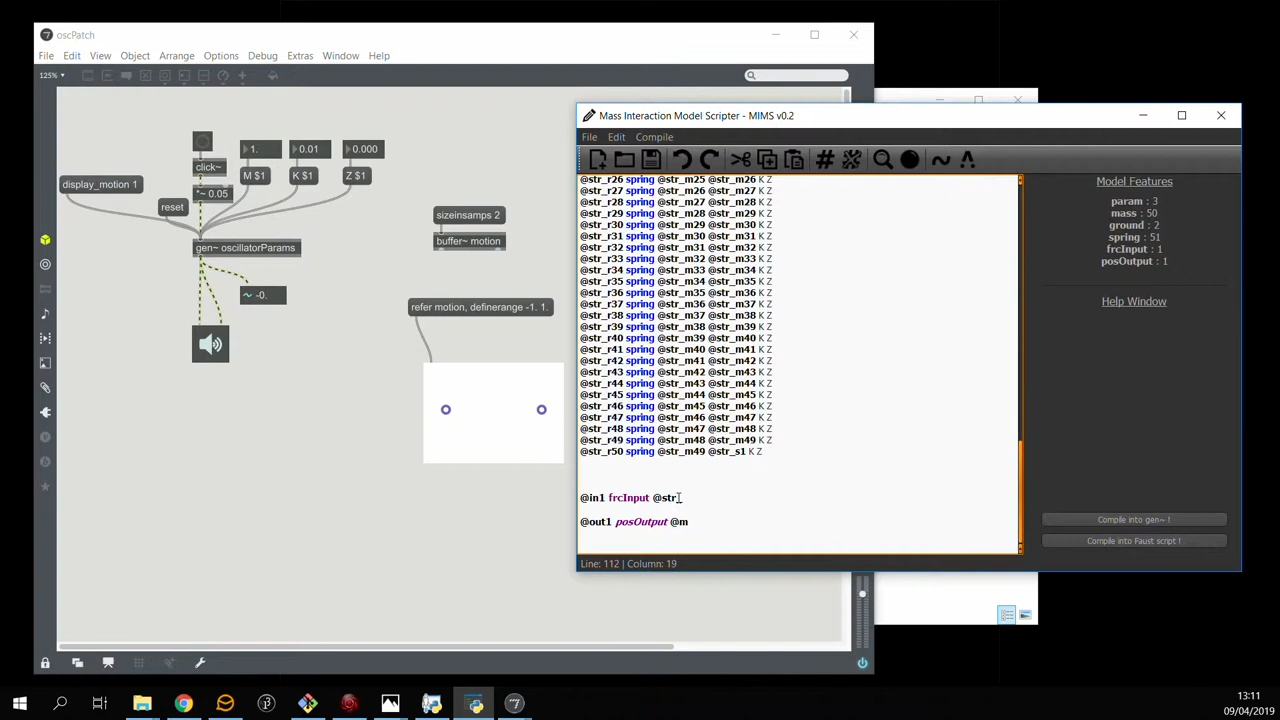 oscPatch
File Edit View Object Arrange Options Debug Extras Window Help
125%
1. 0.01 0.000
click~
M $1 K $1 Z $1
display_motion 1
*~ 0.05
reset
sizeinsamps 2
gen~ oscillatorParams
buffer~ motion
-0.
refer motion, definerange -1. 1.
Mass Interaction Model Scripter - MIMS v0.2
File Edit Compile
@str_r26 spring @str_m25 @str_m26 K Z
@str_r27 spring @str_m26 @str_m27 K Z
@str_r28 spring @str_m27 @str_m28 K Z
@str_r29 spring @str_m28 @str_m29 K Z
@str_r30 spring @str_m29 @str_m30 K Z
@str_r31 spring @str_m30 @str_m31 K Z
@str_r32 spring @str_m31 @str_m32 K Z
@str_r33 spring @str_m32 @str_m33 K Z
@str_r34 spring @str_m33 @str_m34 K Z
@str_r35 spring @str_m34 @str_m35 K Z
@str_r36 spring @str_m35 @str_m36 K Z
@str_r37 spring @str_m36 @str_m37 K Z
@str_r38 spring @str_m37 @str_m38 K Z
@str_r39 spring @str_m38 @str_m39 K Z
@str_r40 spring @str_m39 @str_m40 K Z
@str_r41 spring @str_m40 @str_m41 K Z
@str_r42 spring @str_m41 @str_m42 K Z
@str_r43 spring @str_m42 @str_m43 K Z
@str_r44 spring @str_m43 @str_m44 K Z
@str_r45 spring @str_m44 @str_m45 K Z
@str_r46 spring @str_m45 @str_m46 K Z
@str_r47 spring @str_m46 @str_m47 K Z
@str_r48 spring @str_m47 @str_m48 K Z
@str_r49 spring @str_m48 @str_m49 K Z
@str_r50 spring @str_m49 @str_s1 K Z
@in1 frcInput @str_
@out1 posOutput @m
Line: 112 | Column: 19
Model Features
param : 3
mass : 50
ground : 2
spring : 51
frcInput : 1
posOutput : 1
Help Window
Compile into gen~ !
Compile into Faust script !
13:11
09/04/2019